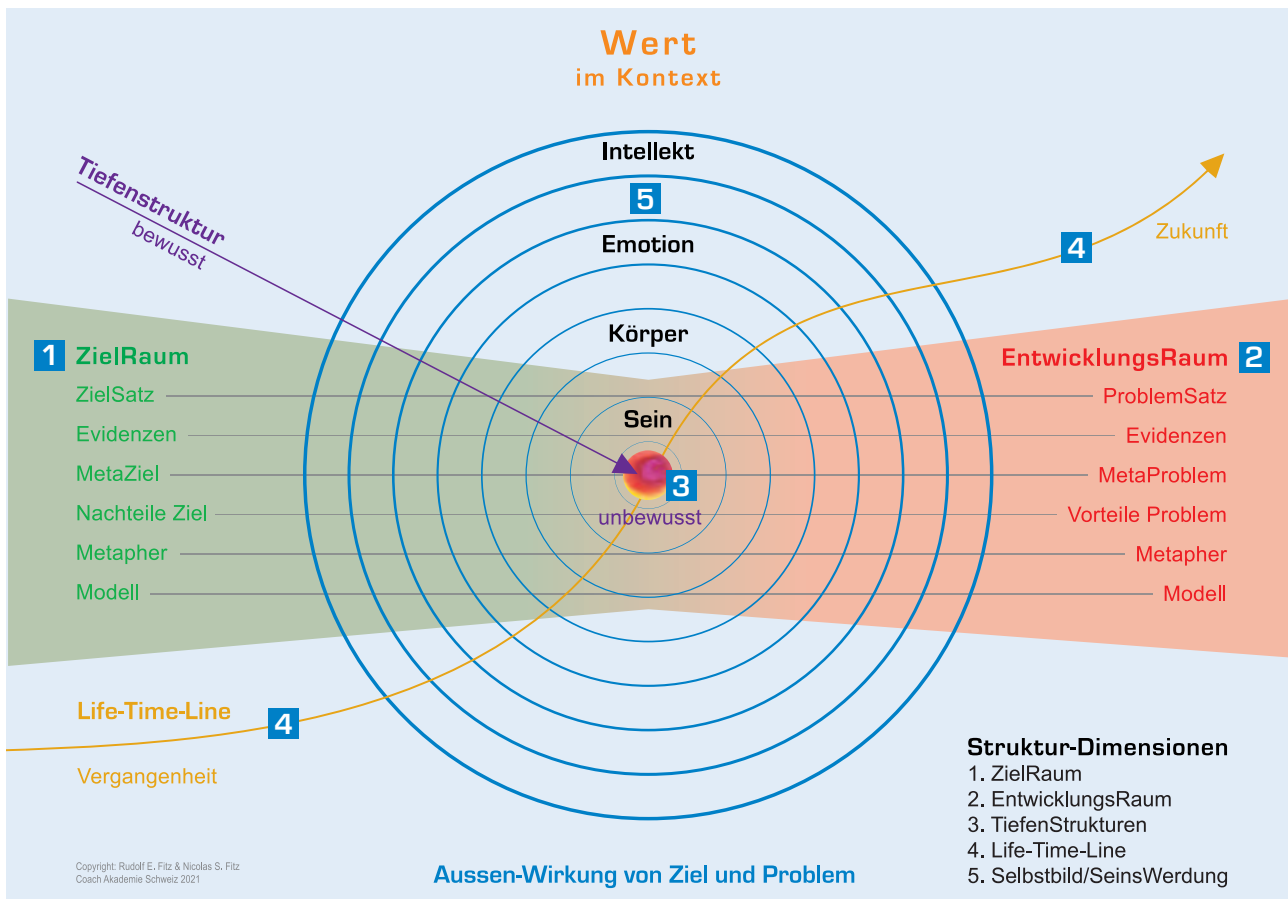 Wert
im Kontext
Intellekt
5
Tiefenstruktur
bewusst
Emotion
4
Zukunft
Körper
1 ZielRaum
EntwicklungsRaum 2
ZielSatz
ProblemSatz
Sein
Evidenzen
Evidenzen
MetaZiel
MetaProblem
3
Nachteile Ziel
unbewusst
Vorteile Problem
Metapher
Metapher
Modell
Modell
Life-Time-Line
4
Vergangenheit
Struktur-Dimensionen
1. ZielRaum
2. EntwicklungsRaum
3. TiefenStrukturen
4. Life-Time-Line
5. Selbstbild/SeinsWerdung
Copyright: Rudolf E. Fitz & Nicolas S. Fitz
Coach Akademie Schweiz 2021
Aussen-Wirkung von Ziel und Problem